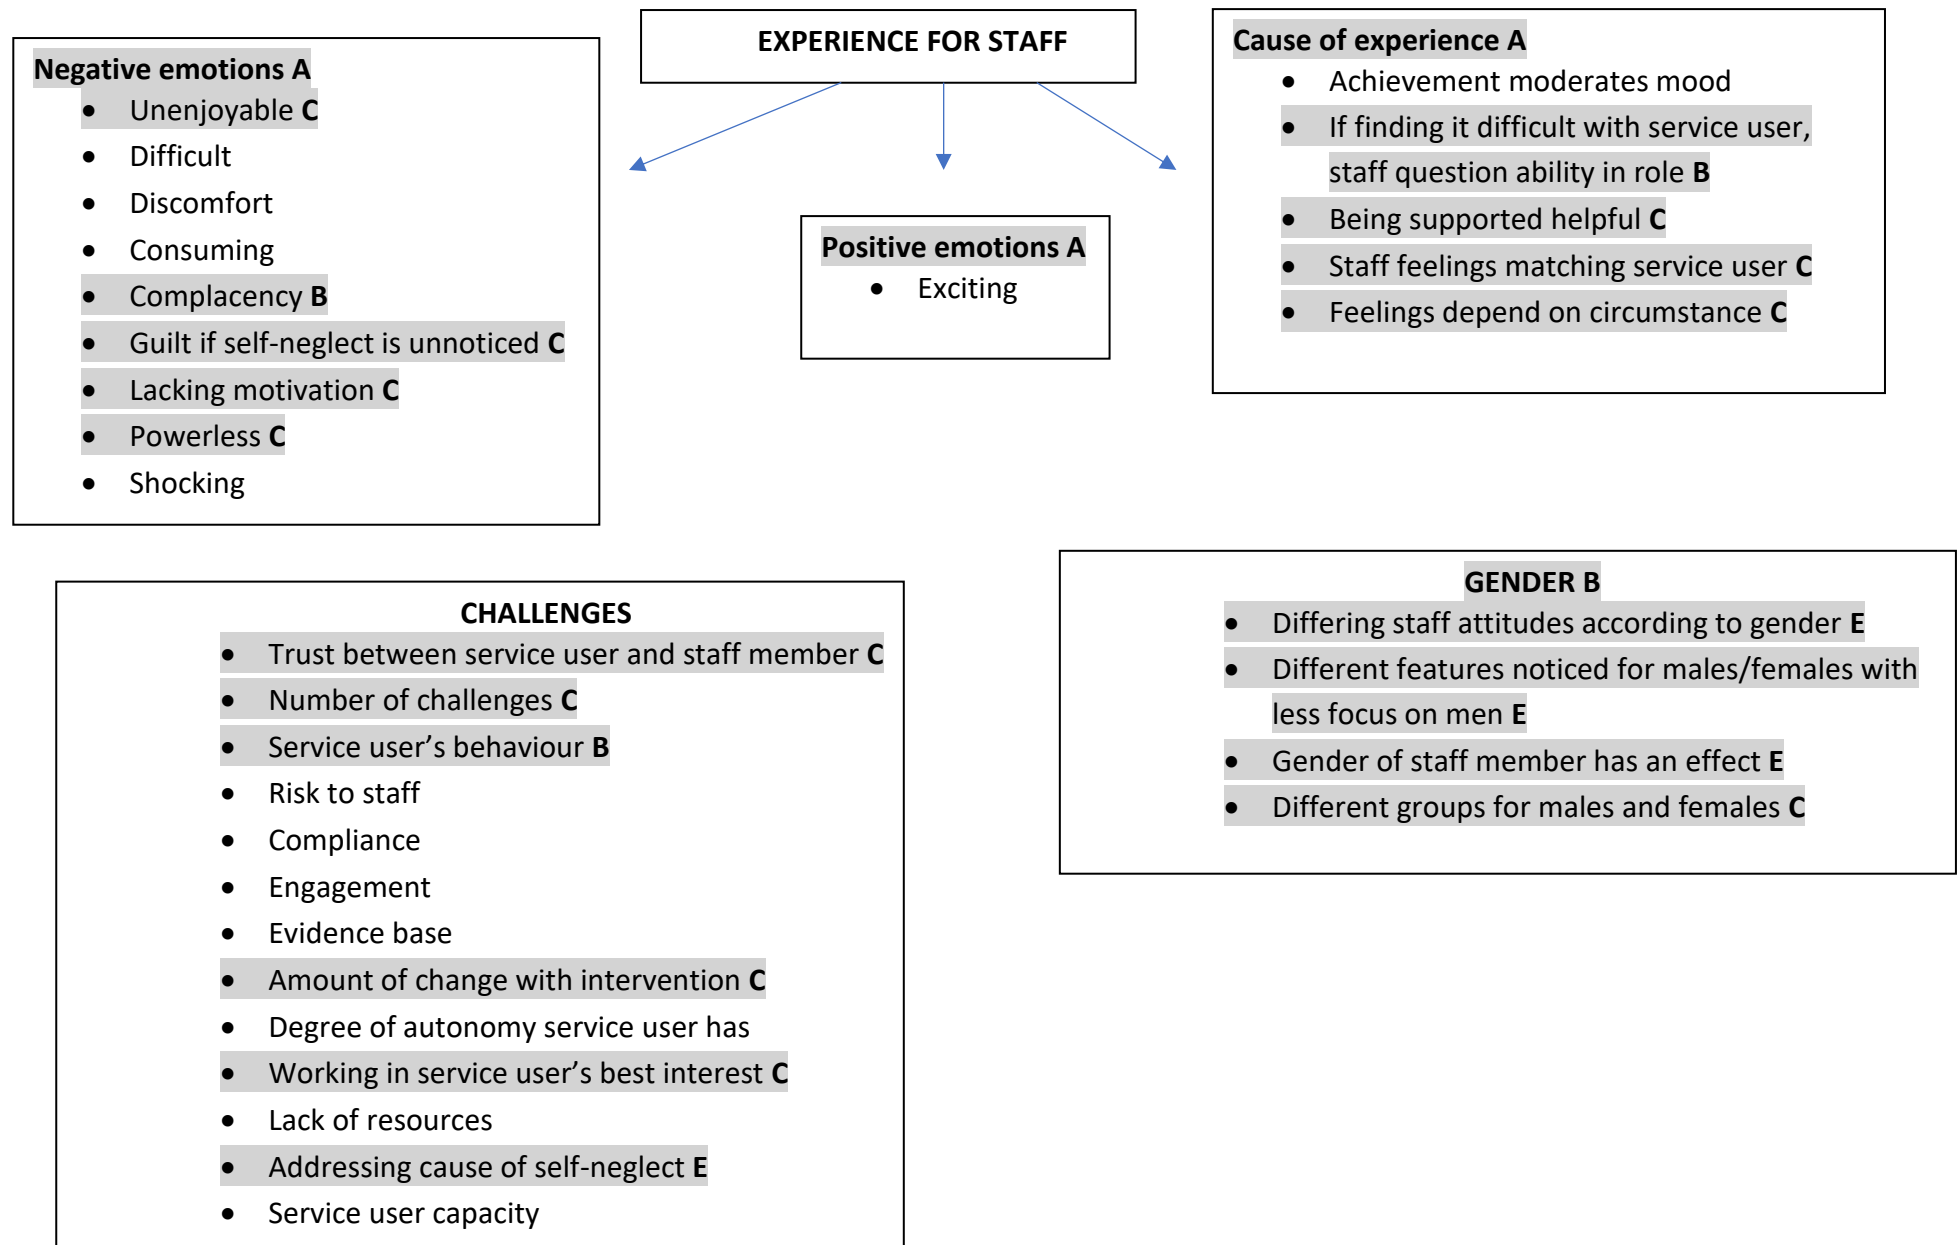 EXPERIENCE FOR STAFF
Negative emotions A
• Unenjoyable C
• Difficult
• Discomfort
• Consuming
• Complacency B
• Guilt if self-neglect is unnoticed C
• Lacking motivation C
• Powerless C
• Shocking
Positive emotions A
• Exciting
Cause of experience A
• Achievement moderates mood
• If finding it difficult with service user,
staff question ability in role B
• Being supported helpful C
• Staff feelings matching service user C
• Feelings depend on circumstance C
CHALLENGES
• Trust between service user and staff member C
• Number of challenges C
• Service user’s behaviour B
• Risk to staff
• Compliance
• Engagement
• Evidence base
• Amount of change with intervention C
• Degree of autonomy service user has
• Working in service user’s best interest C
• Lack of resources
• Addressing cause of self-neglect E
• Service user capacity
GENDER B
• Differing staff attitudes according to gender E
• Different features noticed for males/females with
less focus on men E
• Gender of staff member has an effect E
• Different groups for males and females C